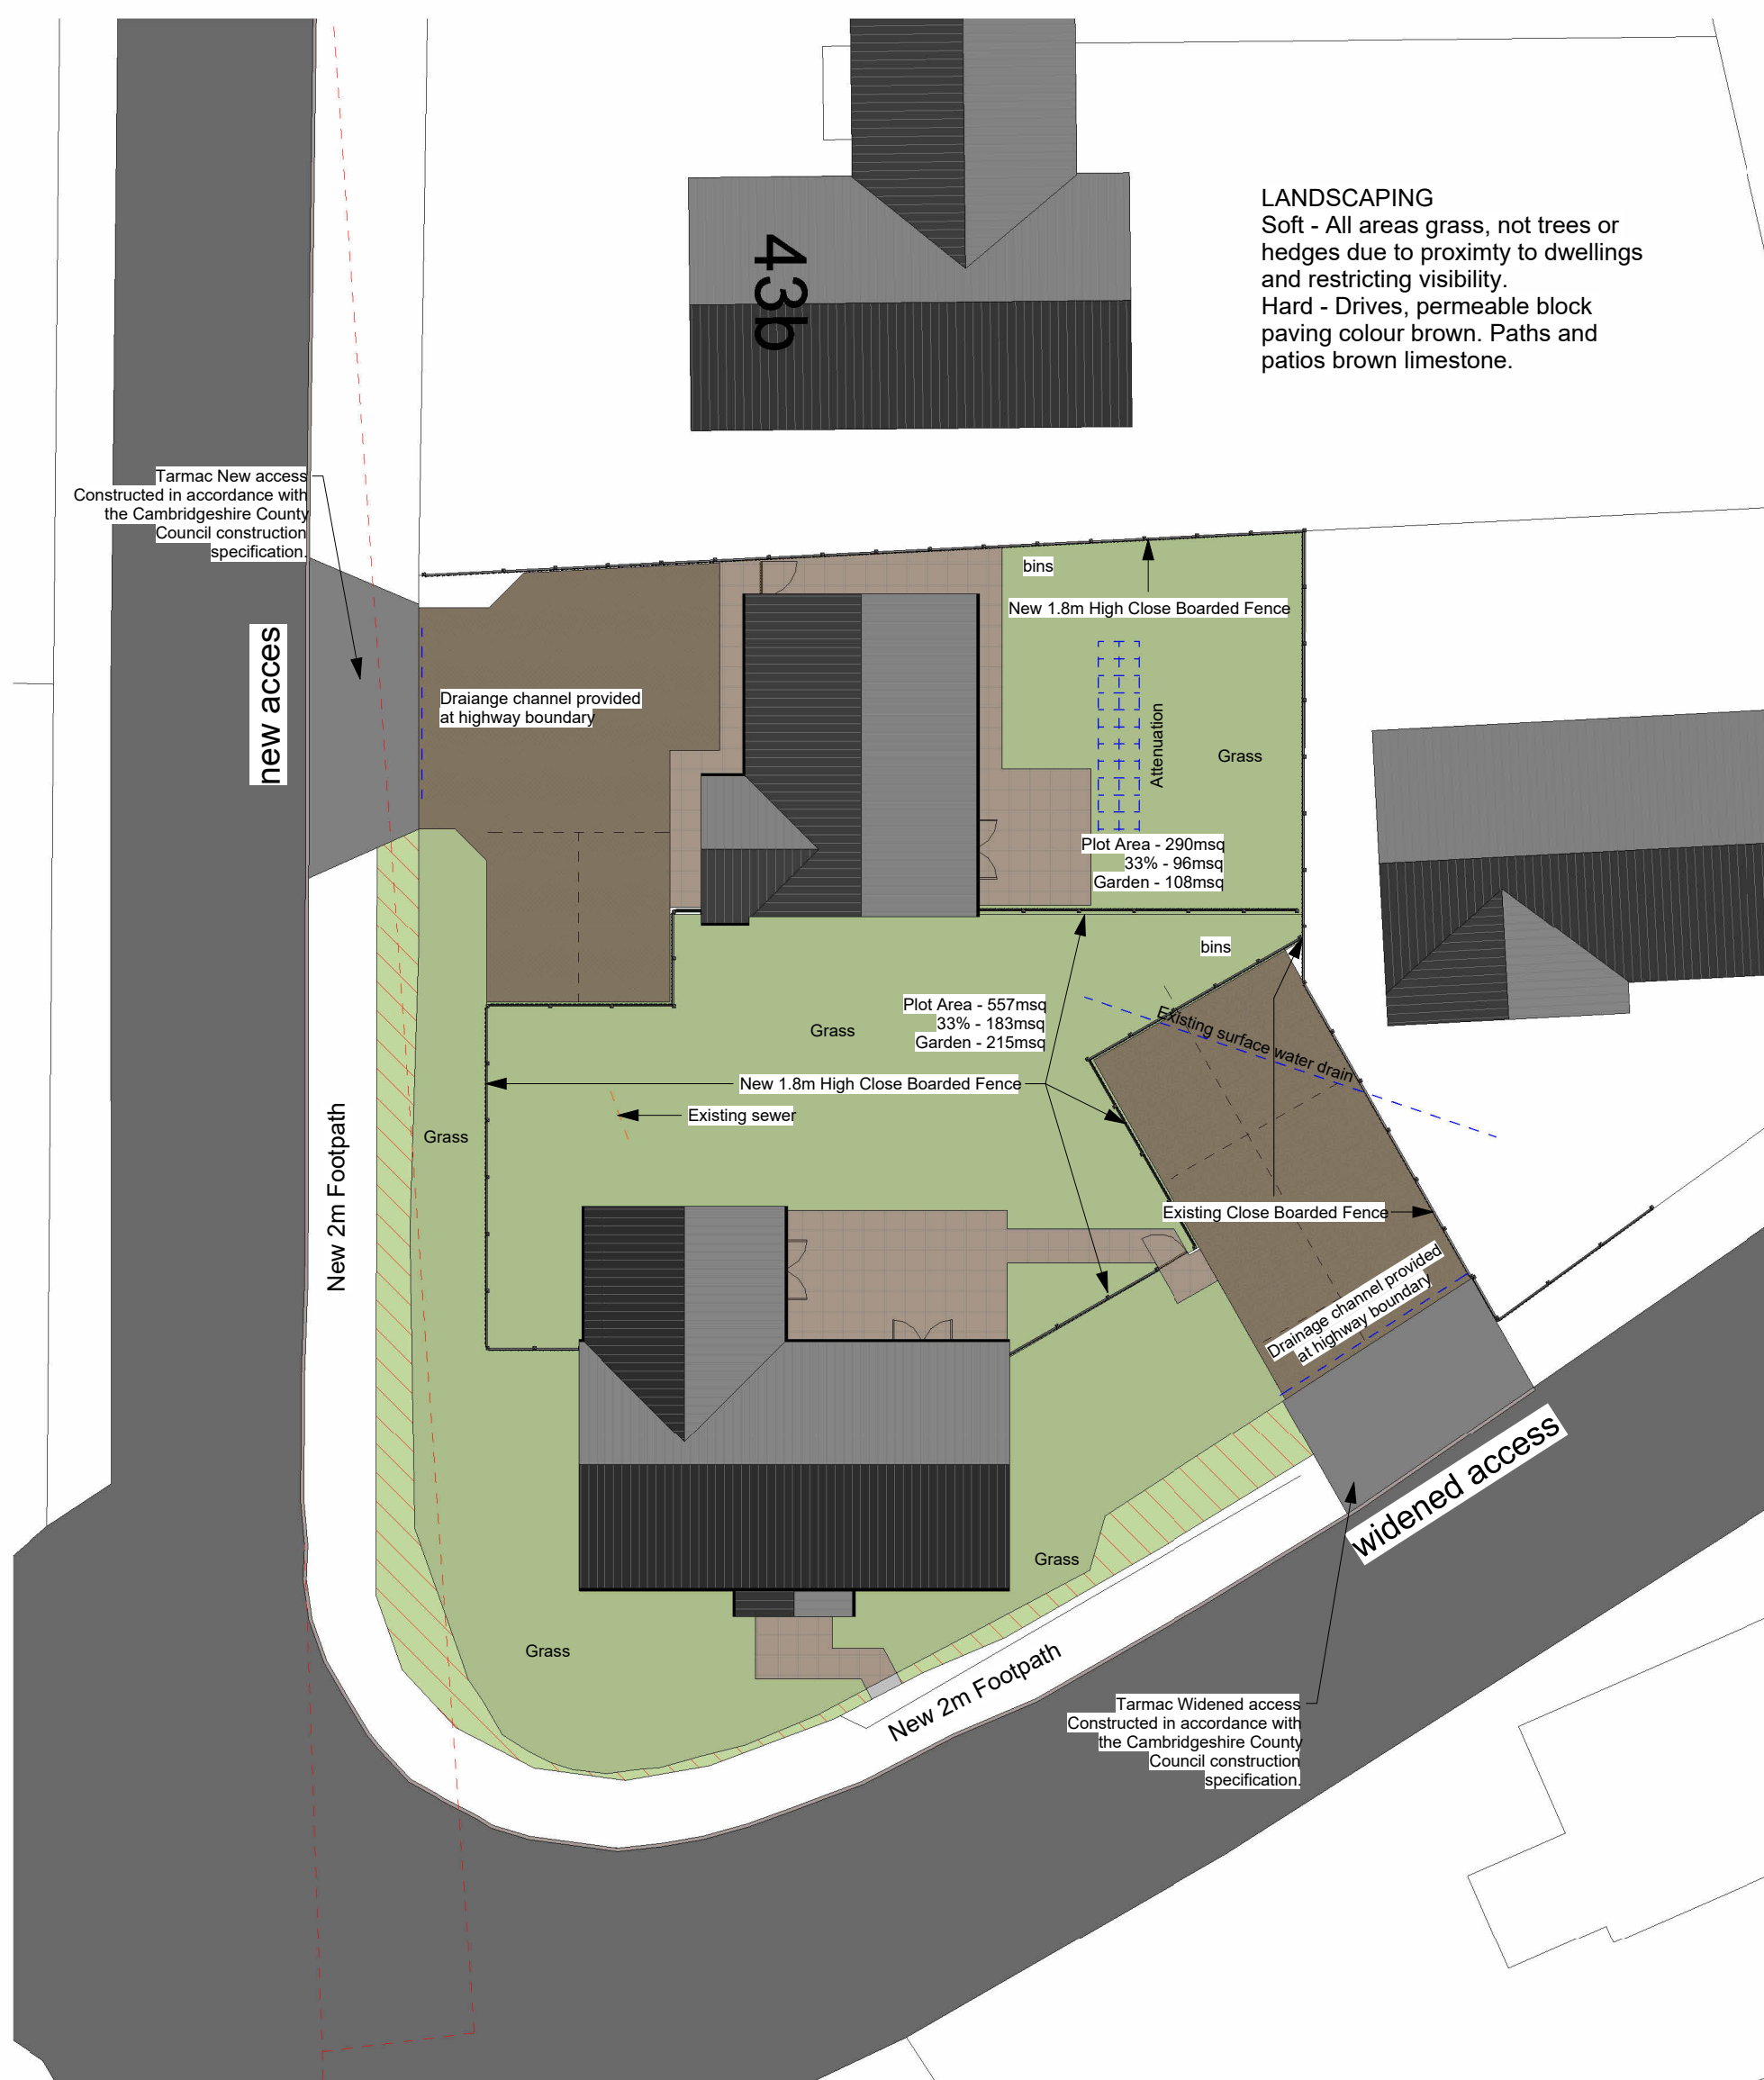 43b
LANDSCAPING
Soft - All areas grass, not trees or
hedges due to proximty to dwellings
and restricting visibility.
Hard - Drives, permeable block
paving colour brown. Paths and
patios brown limestone.
Tarmac New access
Constructed in accordance with
the Cambridgeshire County
Council construction
specification.
new acces
Draiange channel provided
at highway boundary
bins
New 1.8m High Close Boarded Fence
Attenuation
Grass
Plot Area - 290msq
33% - 96msq
Garden - 108msq
bins
Plot Area - 557msq
33% - 183msq
Garden - 215msq
Grass
Existing surface water drain
New 1.8m High Close Boarded Fence
Existing sewer
Grass
New 2m Footpath
Existing Close Boarded Fence
Drainage channel provided
at highway boundary
widened access
Grass
Grass
New 2m Footpath
Tarmac Widened access
Constructed in accordance with
the Cambridgeshire County
Council construction
specification.